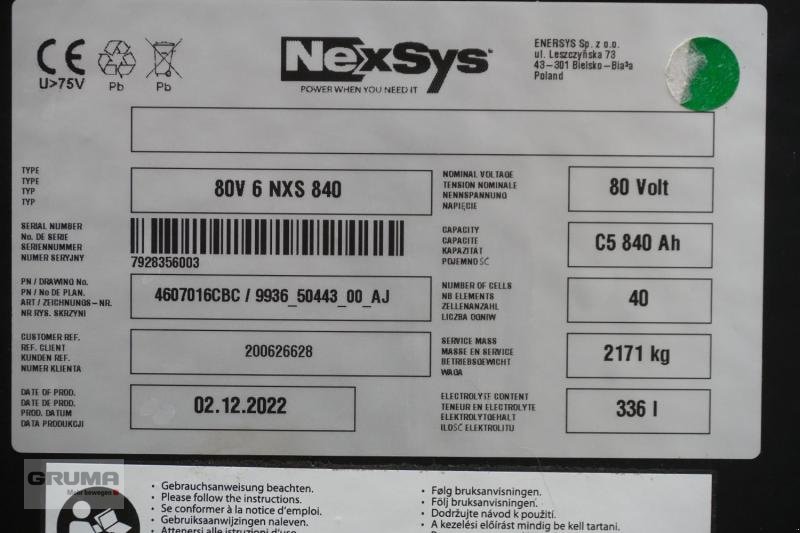 CE
U>75V
Pb
Pb
NexSys
POWER WHEN YOU NEED IT
ENERSYS Sp. z o.o.
ul. Leszczyńska 73
43-301 Bielsko-Biała
Poland
TYPE
TYPE
TYP
TYP
80V 6 NXS 840
NOMINAL VOLTAGE
TENSION NOMINALE
NENNSPANNUNG
NAPIĘCIE
80 Volt
SERIAL NUMBER
No. DE SERIE
SERIENNUMMER
NUMER SERYJNY
7928356003
CAPACITY
CAPACITE
KAPAZITAT
POJEMNOŚĆ
C5 840 Ah
PN / DRAWING No.
PN / No DE PLAN.
ART / ZEICHNUNGS-NR.
NR RYS. SKRZYNI
4607016CBC / 9936_50443_00_AJ
NUMBER OF CELLS
NB ELEMENTS
ZELLENANZAHL
LICZBA OGNIW
40
CUSTOMER REF.
REF. CLIENT
KUNDEN REF.
NUMER KLIENTA
200626628
SERVICE MASS
MASSE EN SERVICE
BETRIEBSGEWICHT
WAGA
2171 kg
DATE OF PROD.
DATE DE PROD.
PROD. DATUM
DATA PRODUKCJI
02.12.2022
ELECTROLYTE CONTENT
TENEUR EN ELECTROLYTE
ELEKTROLYTGEHALT
ILOŚĆ ELEKTROLITU
336 l
GRUMA
Mehr bewegen
• Gebrauchsanweisung beachten.
• Please follow the instructions.
• Se conformer à la notice d'emploi.
• Gebruiksaanwijzingen naleven.
• Attenersi alle istruzioni d'uso
• Følg bruksanvisningen.
• Följ bruksanvisningen.
• Dodržujte návod k použití.
• A kezelési előírást mindig be kell tartani.